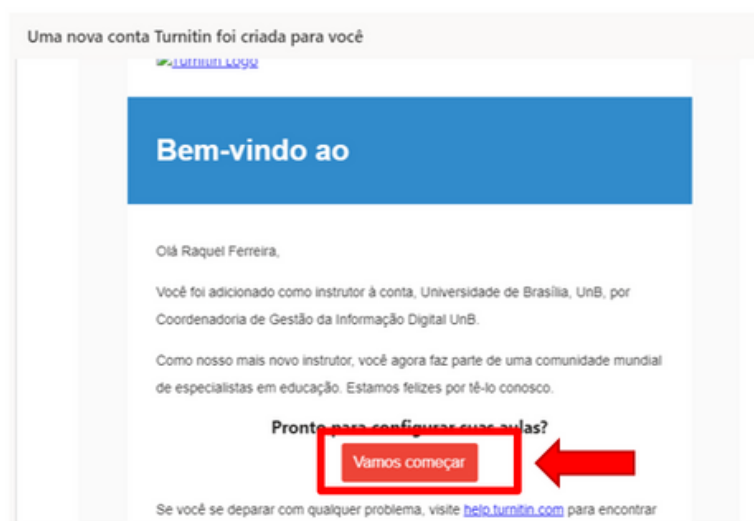 Uma nova conta Turnitin foi criada para você
Turnitin Logo
Bem-vindo ao
Olá Raquel Ferreira,
Você foi adicionado como instrutor à conta, Universidade de Brasília, UnB, por
Coordenadoria de Gestão da Informação Digital UnB.
Como nosso mais novo instrutor, você agora faz parte de uma comunidade mundial
de especialistas em educação. Estamos felizes por tê-lo conosco.
Pronto para configurar suas aulas?
Vamos começar
Se você se deparar com qualquer problema, visite help.turnitin.com para encontrar